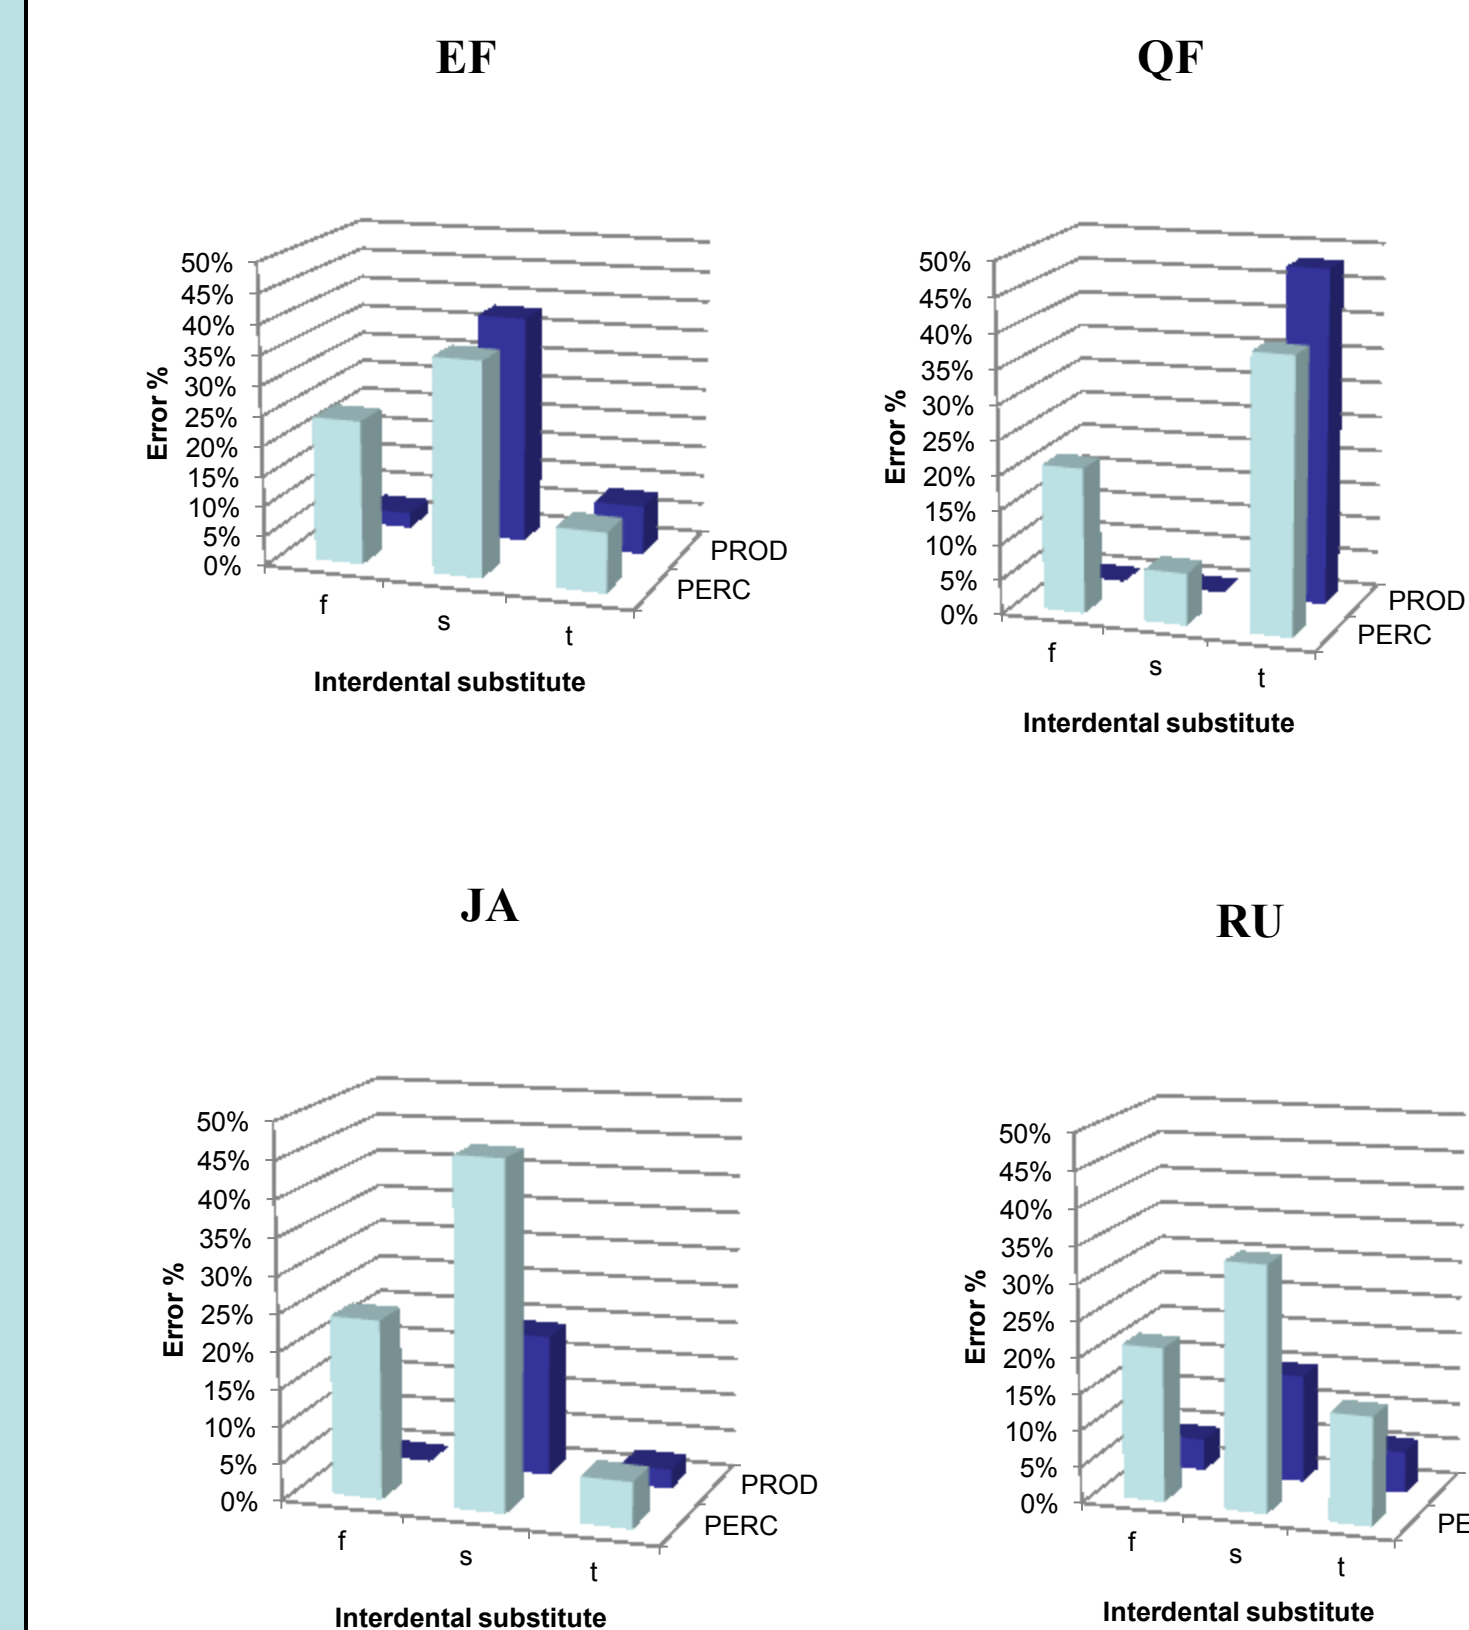 EF
50%
45%
40%
35%
30%
25%
20%
15%
10%
5%
0%
Error %
f
s
t
PROD
PERC
Interdental substitute
QF
50%
45%
40%
35%
30%
25%
20%
15%
10%
5%
0%
Error %
f
s
t
PROD
PERC
Interdental substitute
JA
50%
45%
40%
35%
30%
25%
20%
15%
10%
5%
0%
Error %
f
s
t
PROD
PERC
Interdental substitute
RU
50%
45%
40%
35%
30%
25%
20%
15%
10%
5%
0%
Error %
f
s
t
PE
Interdental substitute